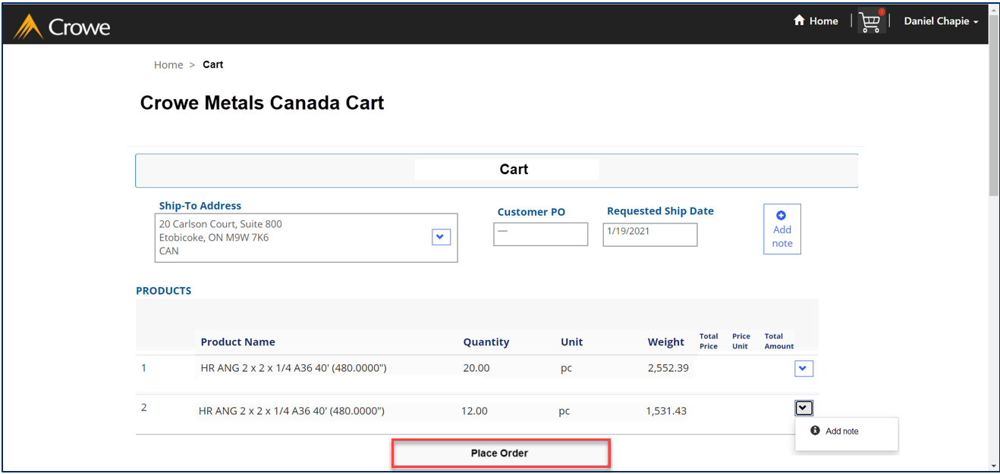 Crowe
Home
Daniel Chapie
Home > Cart
Crowe Metals Canada Cart
Cart
Ship-To Address
20 Carlson Court, Suite 800
Etobicoke, ON M9W 7K6
CAN
Customer PO
—
Requested Ship Date
1/19/2021
Add
note
PRODUCTS
Product Name Quantity Unit Weight Total Price Price Unit Total Amount
1 HR ANG 2 x 2 x 1/4 A36 40' (480.0000") 20.00 pc 2,552.39
2 HR ANG 2 x 2 x 1/4 A36 40' (480.0000") 12.00 pc 1,531.43
Add note
Place Order